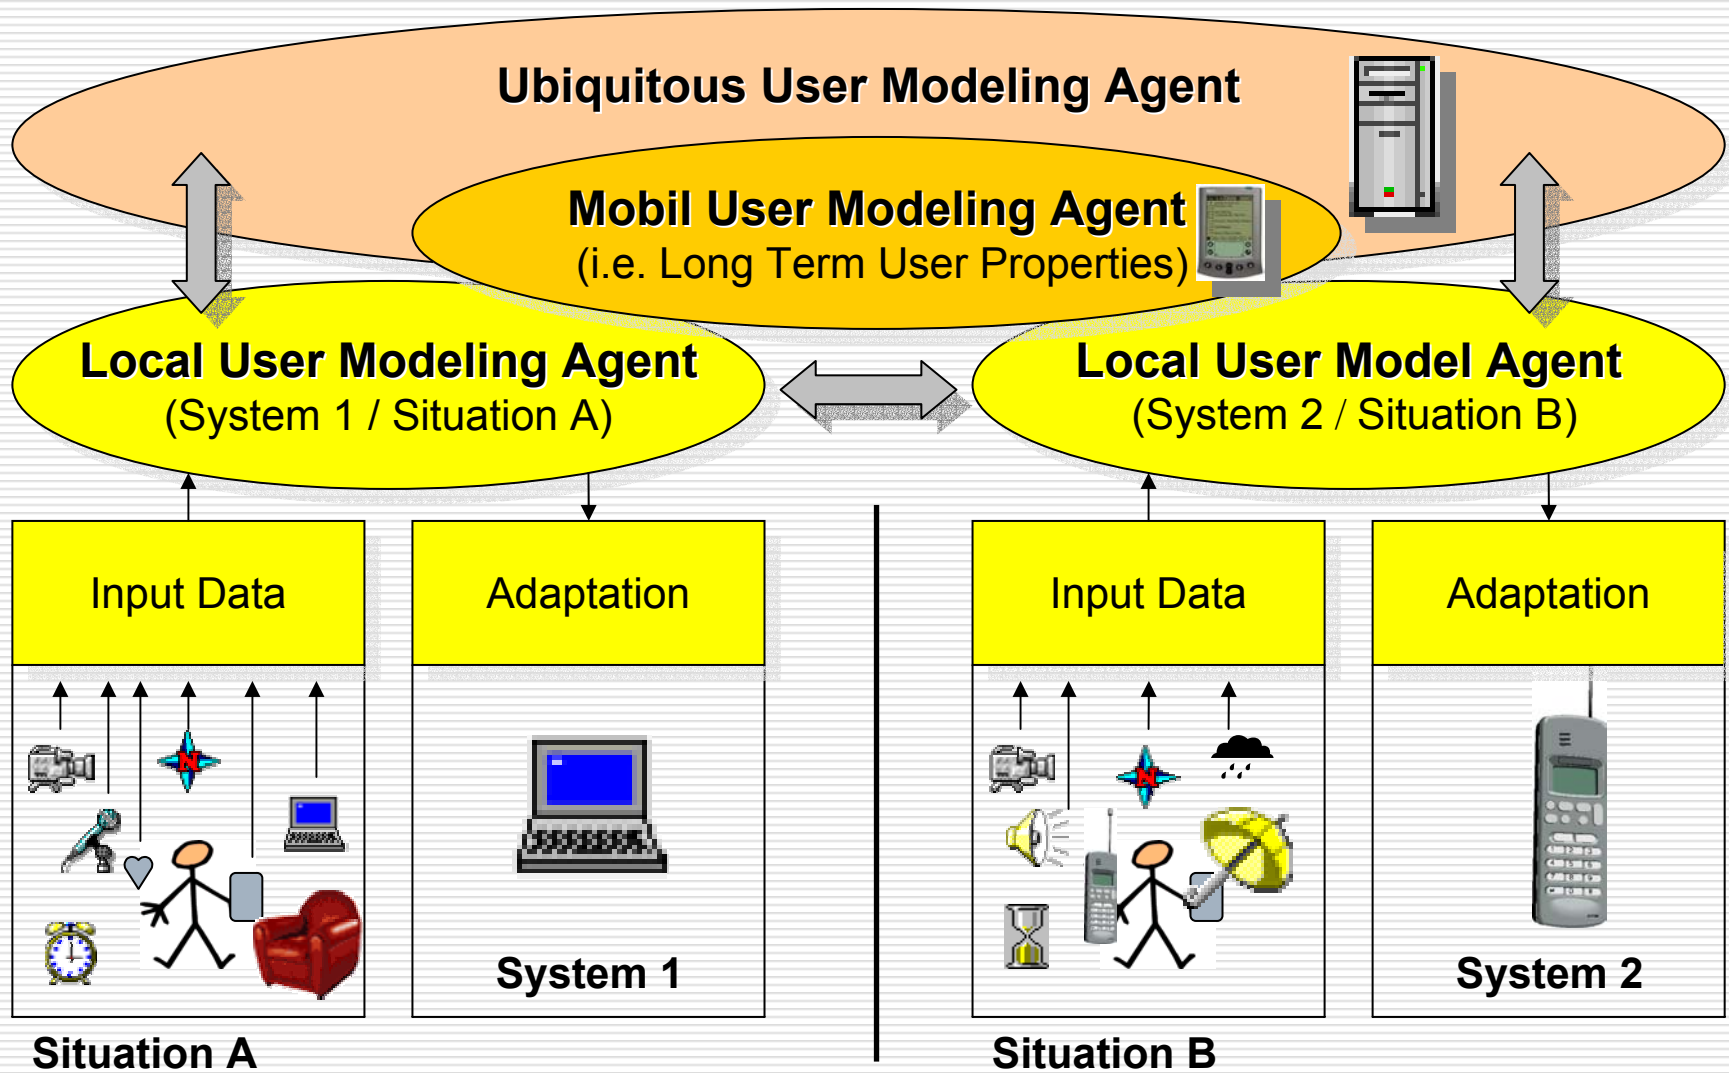 Ubiquitous User Modeling Agent
Mobil User Modeling Agent
(i.e. Long Term User Properties)
Local User Modeling Agent
(System 1 / Situation A)
Local User Model Agent
(System 2 / Situation B)
Input Data
Adaptation
Input Data
Adaptation
N
N
System 1
System 2
Situation A
Situation B